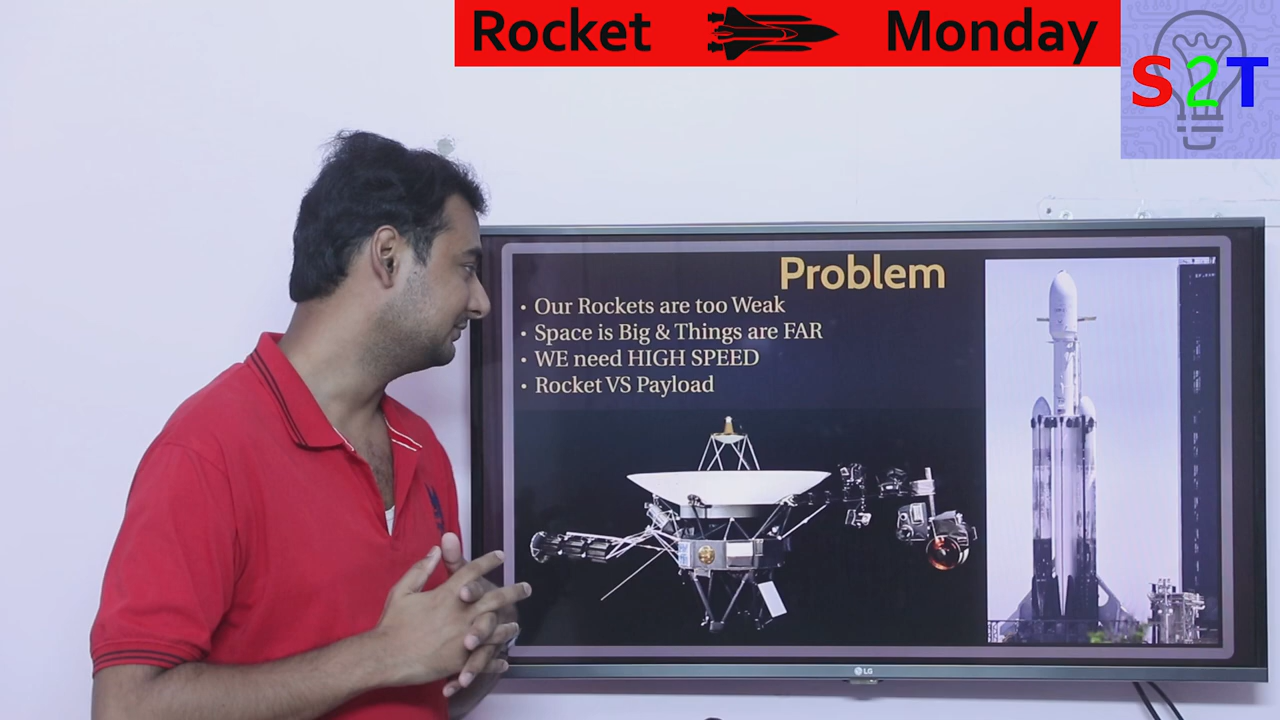 Rocket Monday
S2T
Problem
• Our Rockets are too Weak
• Space is Big & Things are FAR
• WE need HIGH SPEED
• Rocket VS Payload
LG